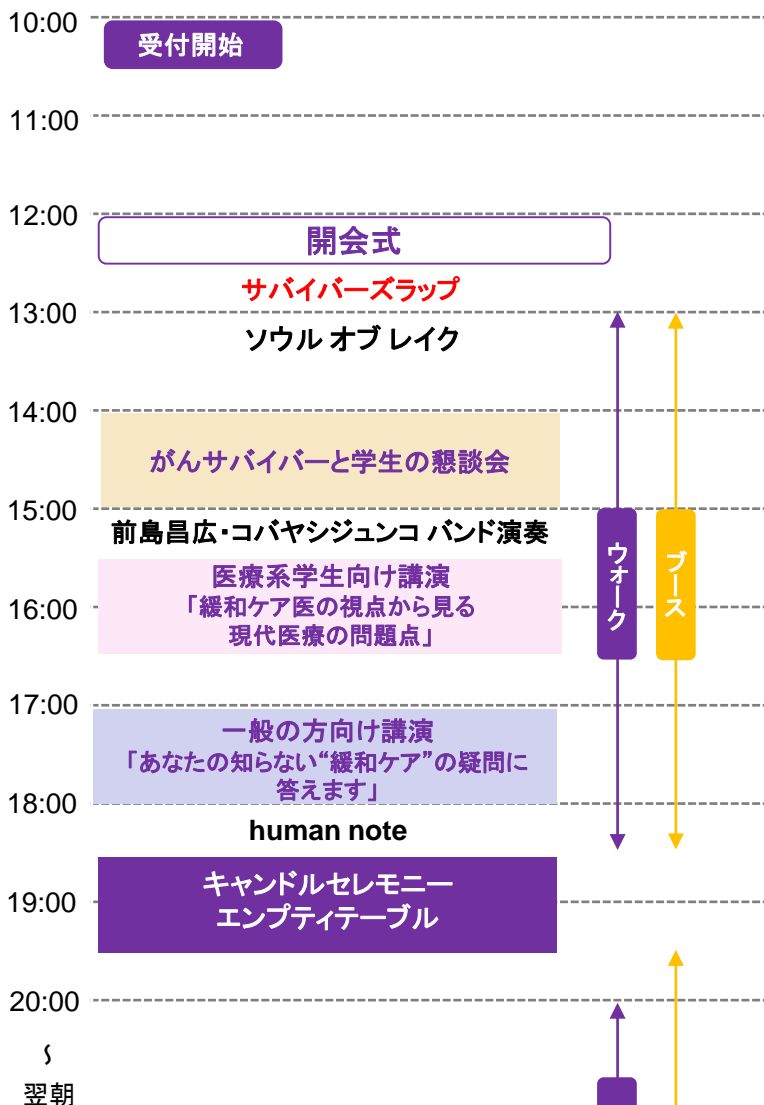 10:00
受付開始
11:00
12:00
開会式
サバイバーズラップ
13:00
ソウル オブ レイク
14:00
がんサバイバーと学生の懇談会
15:00
前島昌広・コバヤシジュンコ バンド演奏
医療系学生向け講演
「緩和ケア医の視点から見る
現代医療の問題点」
16:00
ウオーク
ブース
17:00
一般の方向け講演
「あなたの知らない“緩和ケア”の疑問に
答えます」
18:00
human note
キャンドルセレモニー
エンプティテーブル
19:00
20:00
~
翌朝